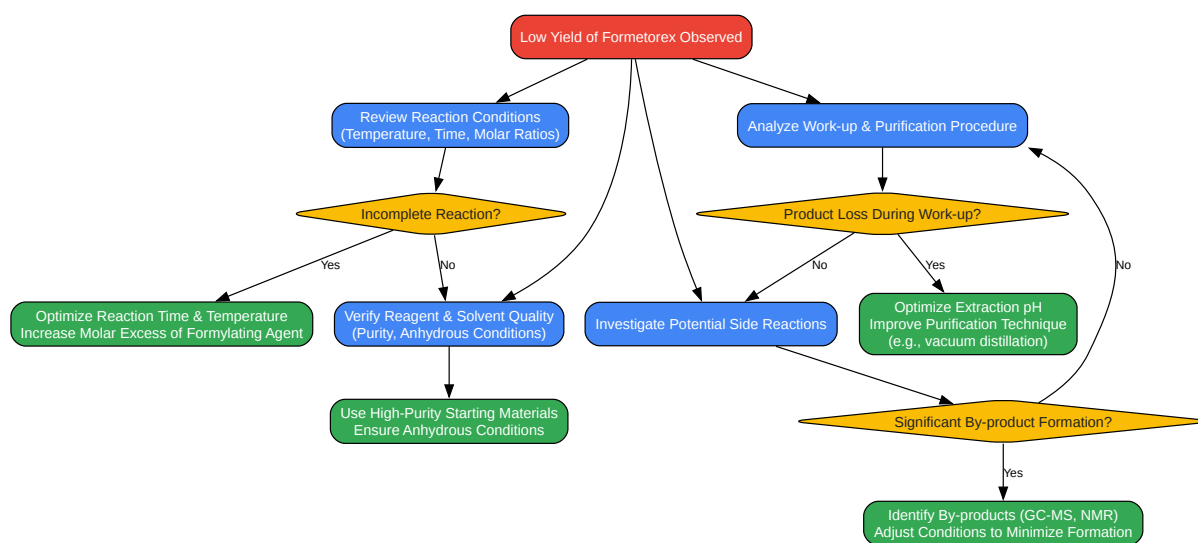 Low Yield of Formetorex Observed
Review Reaction Conditions
(Temperature, Time, Molar Ratios)
Analyze Work-up & Purification Procedure
Incomplete Reaction?
Product Loss During Work-up?
Yes
No
No
Yes
No
Optimize Reaction Time & Temperature
Increase Molar Excess of Formylating Agent
Verify Reagent & Solvent Quality
(Purity, Anhydrous Conditions)
Investigate Potential Side Reactions
Optimize Extraction pH
Improve Purification Technique
(e.g., vacuum distillation)
Use High-Purity Starting Materials
Ensure Anhydrous Conditions
Significant By-product Formation?
Yes
Identify By-products (GC-MS, NMR)
Adjust Conditions to Minimize Formation